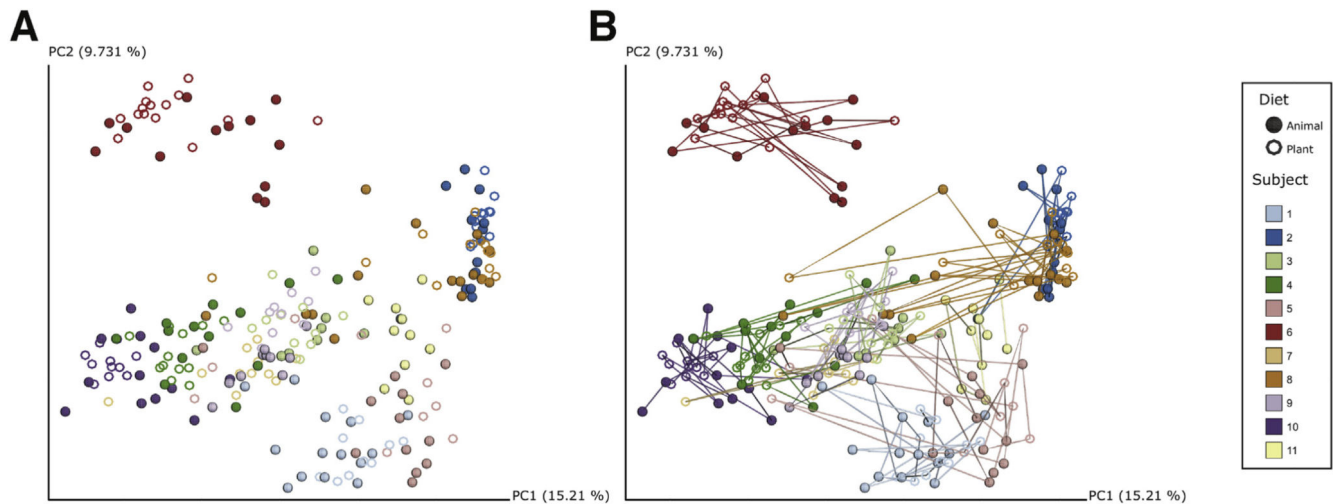 A
B
PC2 (9.731 %)
PC2 (9.731 %)
Diet
Animal
Plant
Subject
1
2
3
4
5
6
7
8
9
10
11
PC1 (15.21 %)
PC1 (15.21 %)